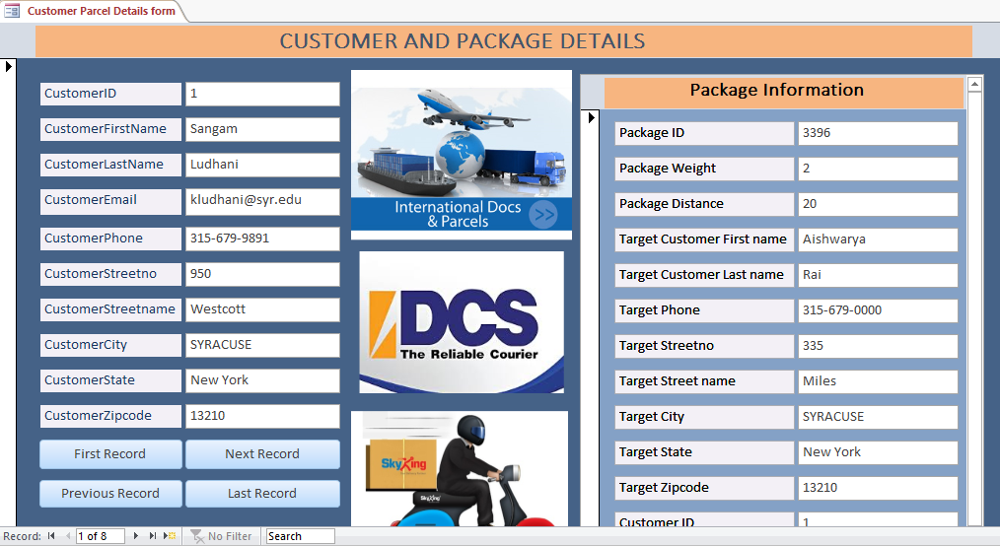 Customer Parcel Details form
CUSTOMER AND PACKAGE DETAILS
CustomerID 1
CustomerFirstName Sangam
CustomerLastName Ludhani
CustomerEmail kludhani@syr.edu
CustomerPhone 315-679-9891
CustomerStreetno 950
CustomerStreetname Westcott
CustomerCity SYRACUSE
CustomerState New York
CustomerZipcode 13210
First Record Next Record
Previous Record Last Record
International Docs
& Parcels >>
DCS
The Reliable Courier
SkyKing
SkyKing
Package Information
Package ID 3396
Package Weight 2
Package Distance 20
Target Customer First name Aishwarya
Target Customer Last name Rai
Target Phone 315-679-0000
Target Streetno 335
Target Street name Miles
Target City SYRACUSE
Target State New York
Target Zipcode 13210
Customer ID 1
Record: 1 of 8 No Filter Search